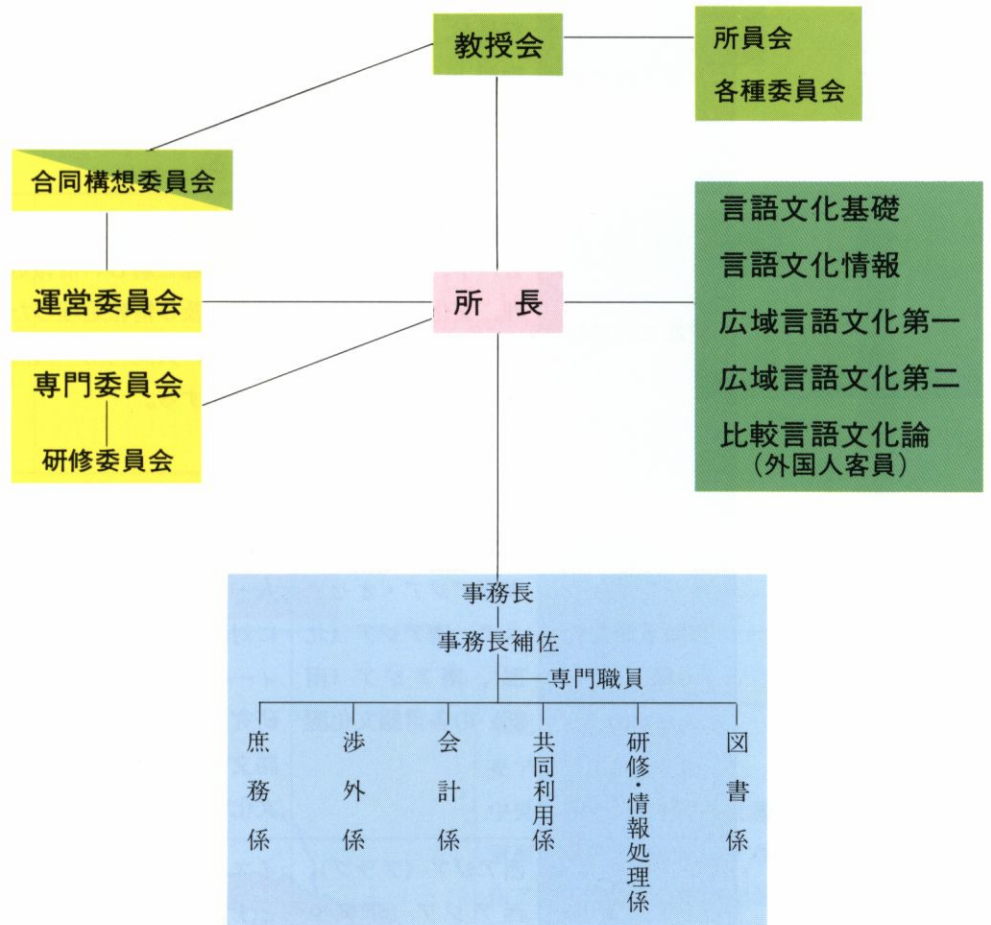 教授会
所員会
各種委員会
合同構想委員会
運営委員会
所 長
専門委員会
研修委員会
言語文化基礎
言語文化情報
広域言語文化第一
広域言語文化第二
比較言語文化論
(外国人客員)
事務長
事務長補佐
専門職員
庶務係
渉外係
会計係
共同利用係
研修・情報処理係
図書係